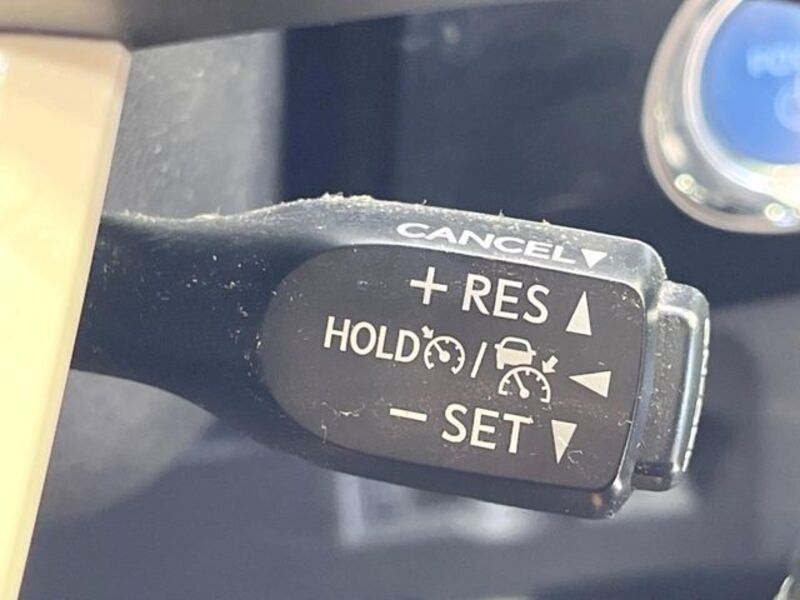 CANCEL▼
+ RES ▲
HOLD / ◀
− SET ▼